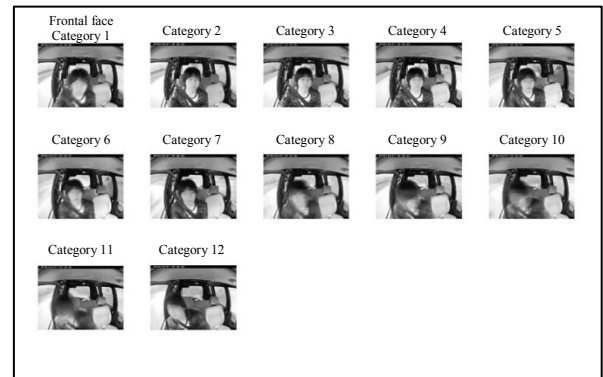 Frontal face
Category 1
Category 2
Category 3
Category 4
Category 5
Category 6
Category 7
Category 8
Category 9
Category 10
Category 11
Category 12